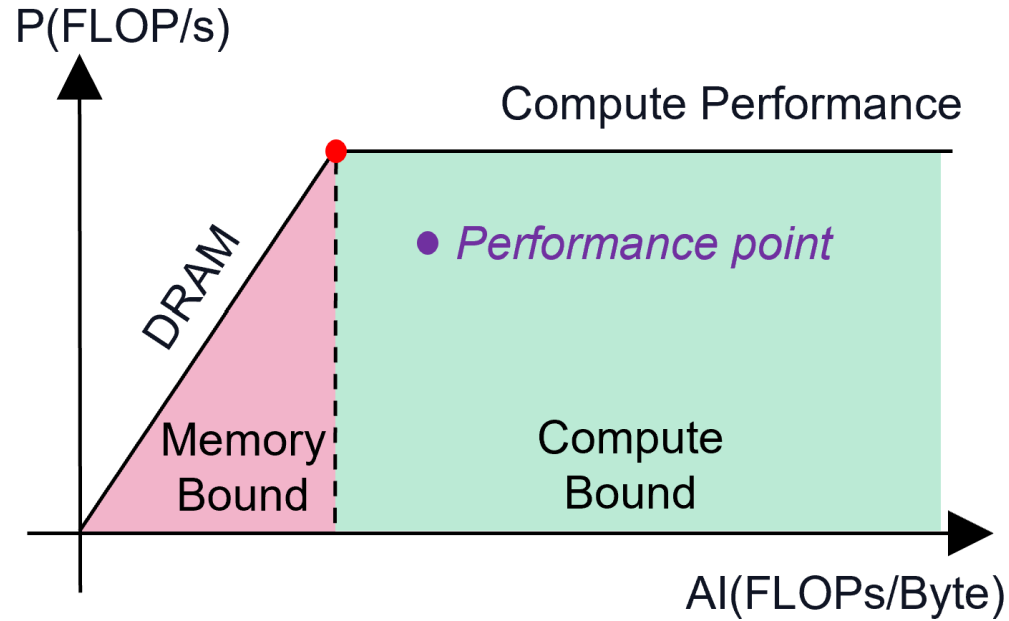 P(FLOP/s)
Compute Performance
Performance point
DRAM
Memory
Bound
Compute
Bound
AI(FLOPs/Byte)